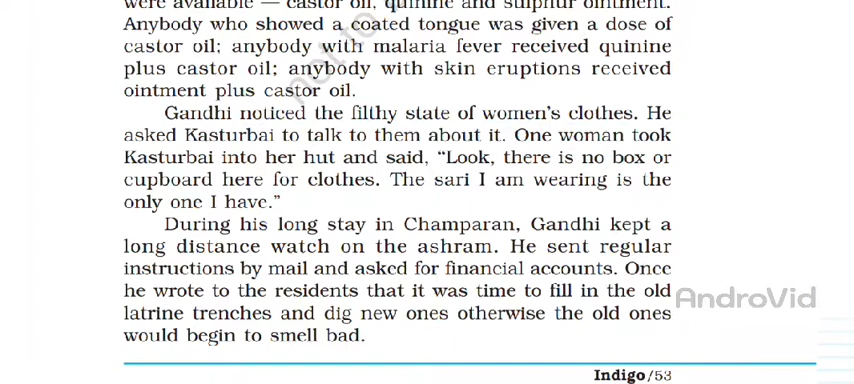 were available — castor oil, quinine and sulphur ointment.
Anybody who showed a coated tongue was given a dose of
castor oil; anybody with malaria fever received quinine
plus castor oil; anybody with skin eruptions received
ointment plus castor oil.
Gandhi noticed the filthy state of women's clothes. He
asked Kasturbai to talk to them about it. One woman took
Kasturbai into her hut and said, “Look, there is no box or
cupboard here for clothes. The sari I am wearing is the
only one I have.”
During his long stay in Champaran, Gandhi kept a
long distance watch on the ashram. He sent regular
instructions by mail and asked for financial accounts. Once
he wrote to the residents that it was time to fill in the old
AndroVid
latrine trenches and dig new ones otherwise the old ones
would begin to smell bad.
Indigo/53
not to